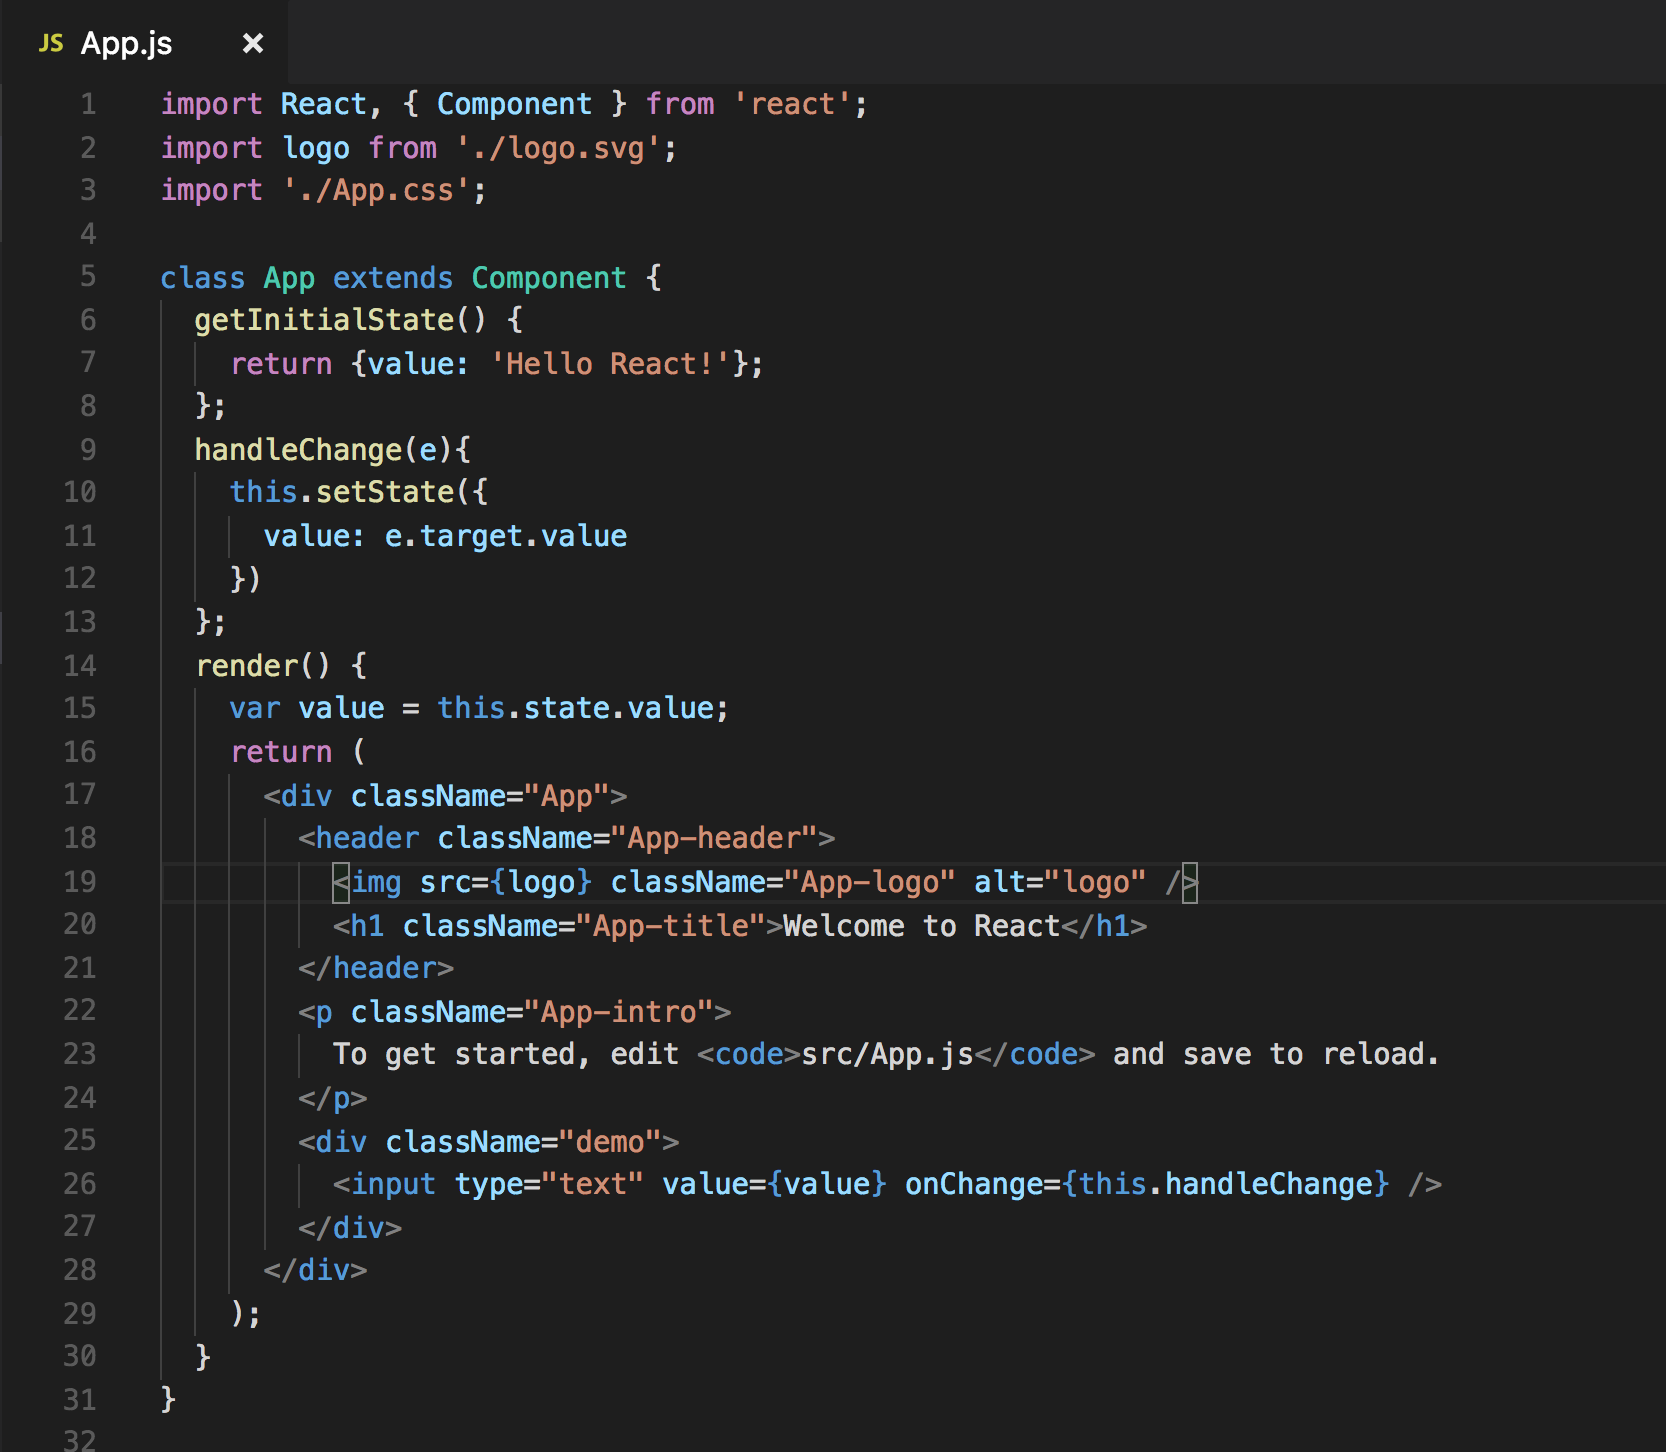 JS App.js ×
1 import React, { Component } from 'react';
2 import logo from './logo.svg';
3 import './App.css';
4
5 class App extends Component {
6   getInitialState() {
7     return {value: 'Hello React!'};
8   };
9   handleChange(e){
10     this.setState({
11       value: e.target.value
12     })
13   };
14   render() {
15     var value = this.state.value;
16     return (
17       <div className="App">
18         <header className="App-header">
19           <img src={logo} className="App-logo" alt="logo" />
20           <h1 className="App-title">Welcome to React</h1>
21         </header>
22         <p className="App-intro">
23           To get started, edit <code>src/App.js</code> and save to reload.
24         </p>
25         <div className="demo">
26           <input type="text" value={value} onChange={this.handleChange} />
27         </div>
28       </div>
29     );
30   }
31 }
32